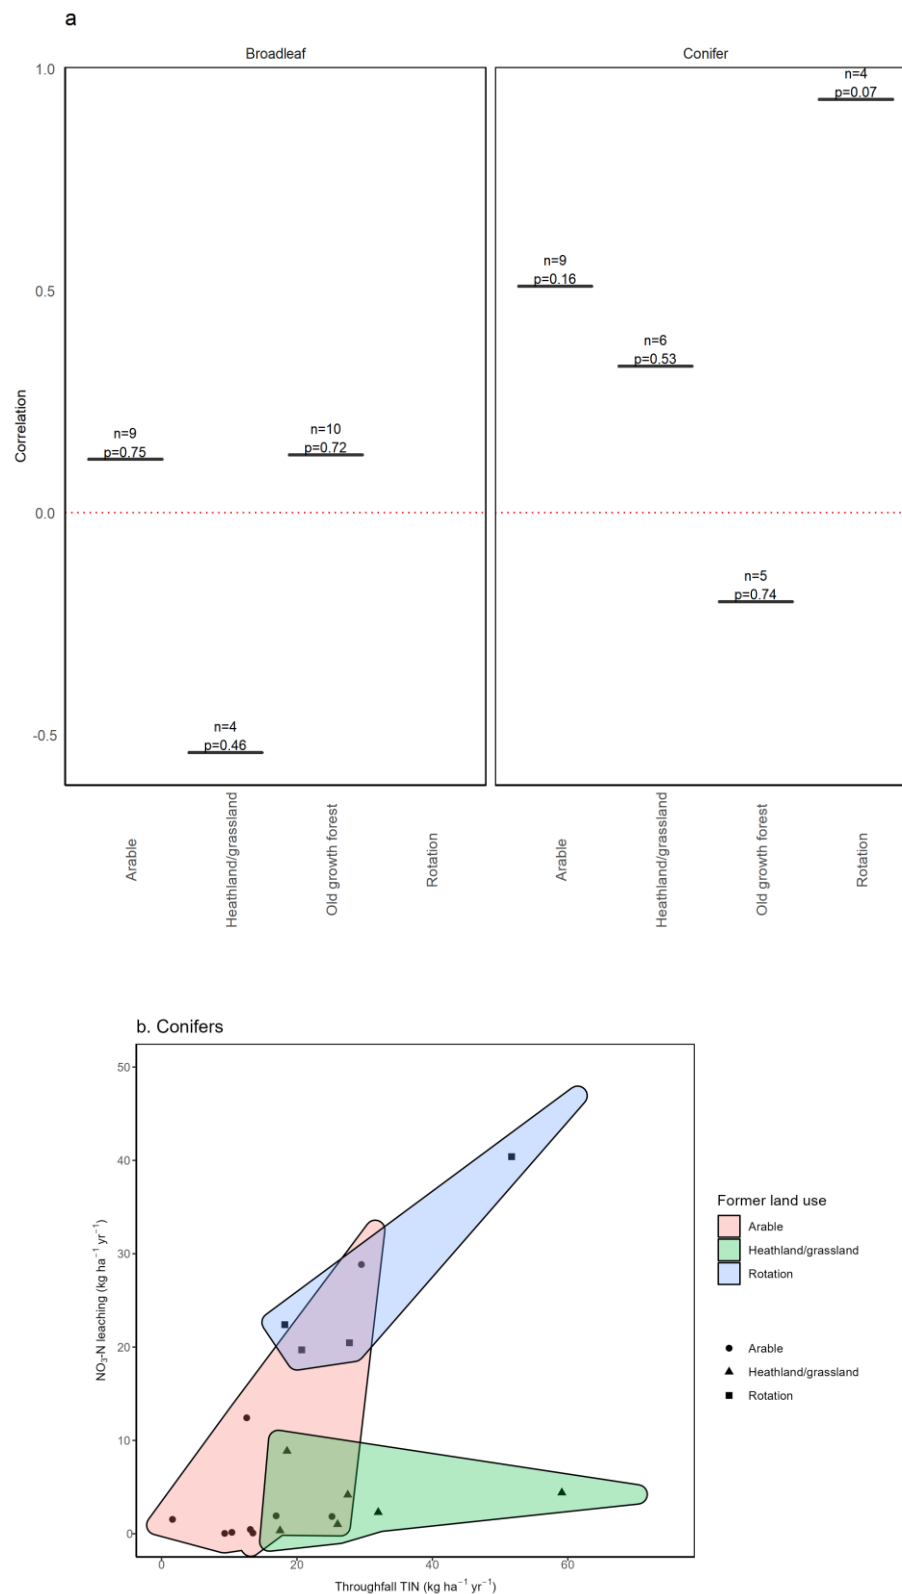 a
Broadleaf
Conifer
1.0
0.5
0.0
-0.5
Correlation
n=9
p=0.75
n=4
p=0.46
n=10
p=0.72
n=9
p=0.16
n=6
p=0.53
n=5
p=0.74
n=4
p=0.07
Arable
Heathland/grassland
Old growth forest
Rotation
Arable
Heathland/grassland
Old growth forest
Rotation
b. Conifers
50
40
30
20
10
0
NO₃-N leaching (kg ha⁻¹ yr⁻¹)
0
20
40
60
Throughfall TIN (kg ha⁻¹ yr⁻¹)
Former land use
Arable
Heathland/grassland
Rotation
Arable
Heathland/grassland
Rotation